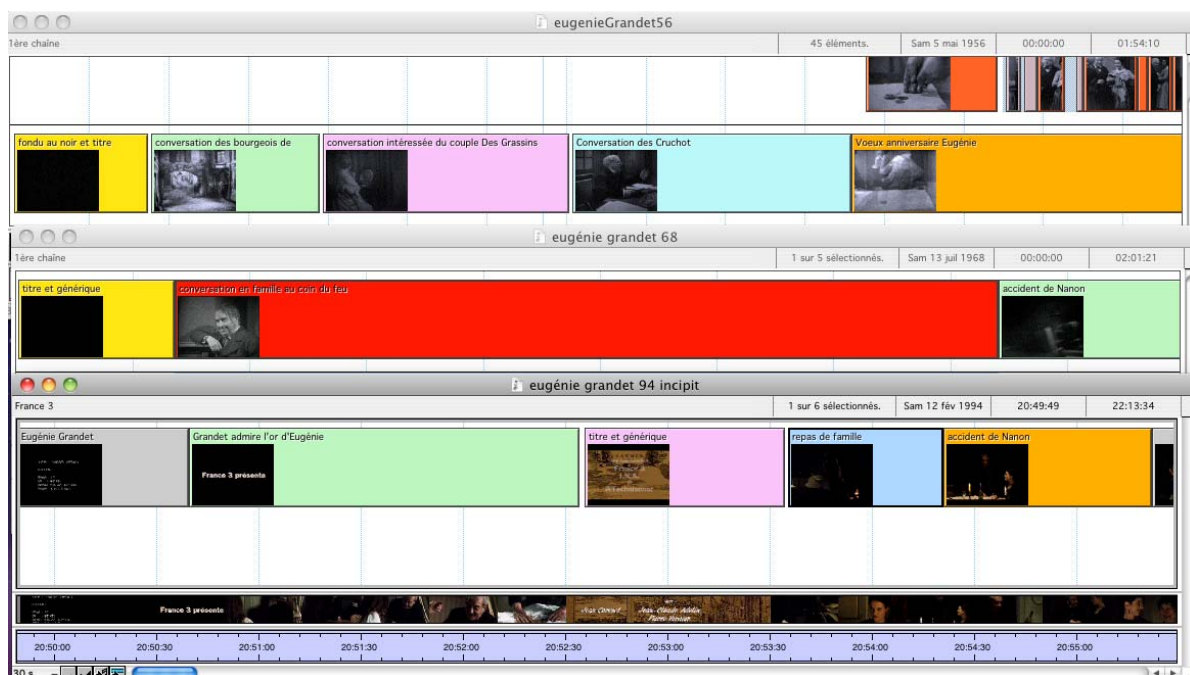 eugenieGrandet56
1ère chaîne 45 éléments. Sam 5 mai 1956 00:00:00 01:54:10
fondu au noir et titre conversation des bourgeois de conversation intéressée du couple Des Grassins Conversation des Cruchot Voeux anniversaire Eugénie
eugénie grandet 68
1ère chaîne 1 sur 5 sélectionnés. Sam 13 juil 1968 00:00:00 02:01:21
titre et générique conversation en famille au coin du feu accident de Nanon
eugénie grandet 94 incipit
France 3 1 sur 6 sélectionnés. Sam 12 fév 1994 20:49:49 22:13:34
Eugénie Grandet Grandet admire l'or d'Eugénie titre et générique repas de famille accident de Nanon
France 3 présente
France 3 présente
20:50:00 20:50:30 20:51:00 20:51:30 20:52:00 20:52:30 20:53:00 20:53:30 20:54:00 20:54:30 20:55:00
30 s